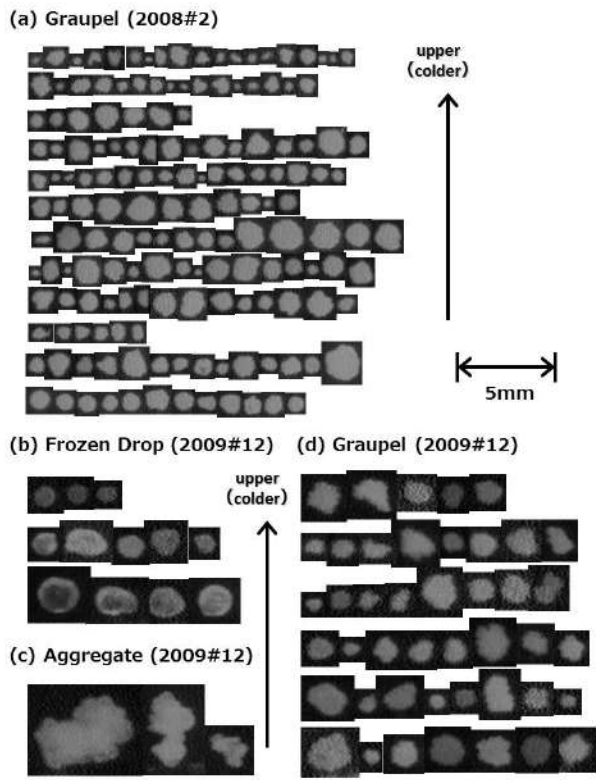 (a) Graupel (2008#2)
upper
(colder)
5mm
(b) Frozen Drop (2009#12)
upper
(colder)
(c) Aggregate (2009#12)
(d) Graupel (2009#12)